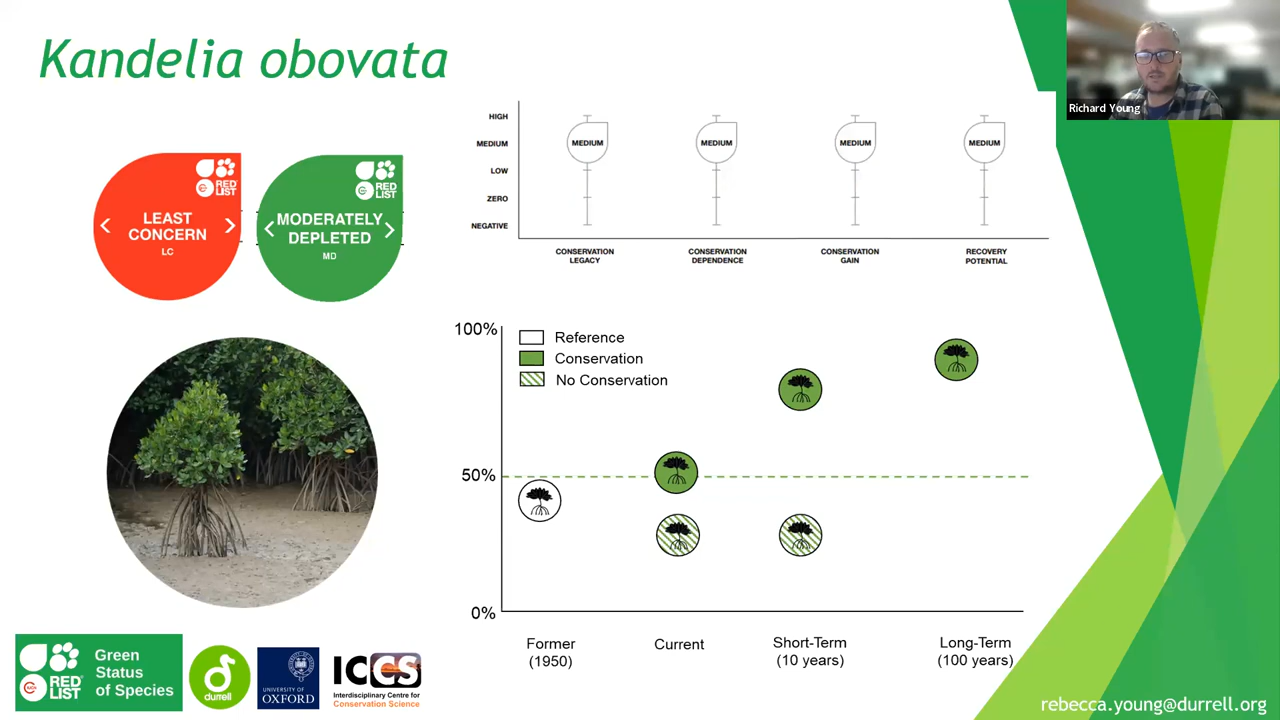 Kandelia obovata
Richard Young
RED
LIST
LEAST
CONCERN
LC
RED
LIST
MODERATELY
DEPLETED
MD
HIGH
MEDIUM
LOW
ZERO
NEGATIVE
MEDIUM
MEDIUM
MEDIUM
MEDIUM
CONSERVATION
LEGACY
CONSERVATION
DEPENDENCE
CONSERVATION
GAIN
RECOVERY
POTENTIAL
100%
50%
0%
Reference
Conservation
No Conservation
Former
(1950)
Current
Short-Term
(10 years)
Long-Term
(100 years)
RED
LIST
Green
Status
of Species
durrell
UNIVERSITY OF
OXFORD
ICCS
Interdisciplinary Centre for
Conservation Science
rebecca.young@durrell.org